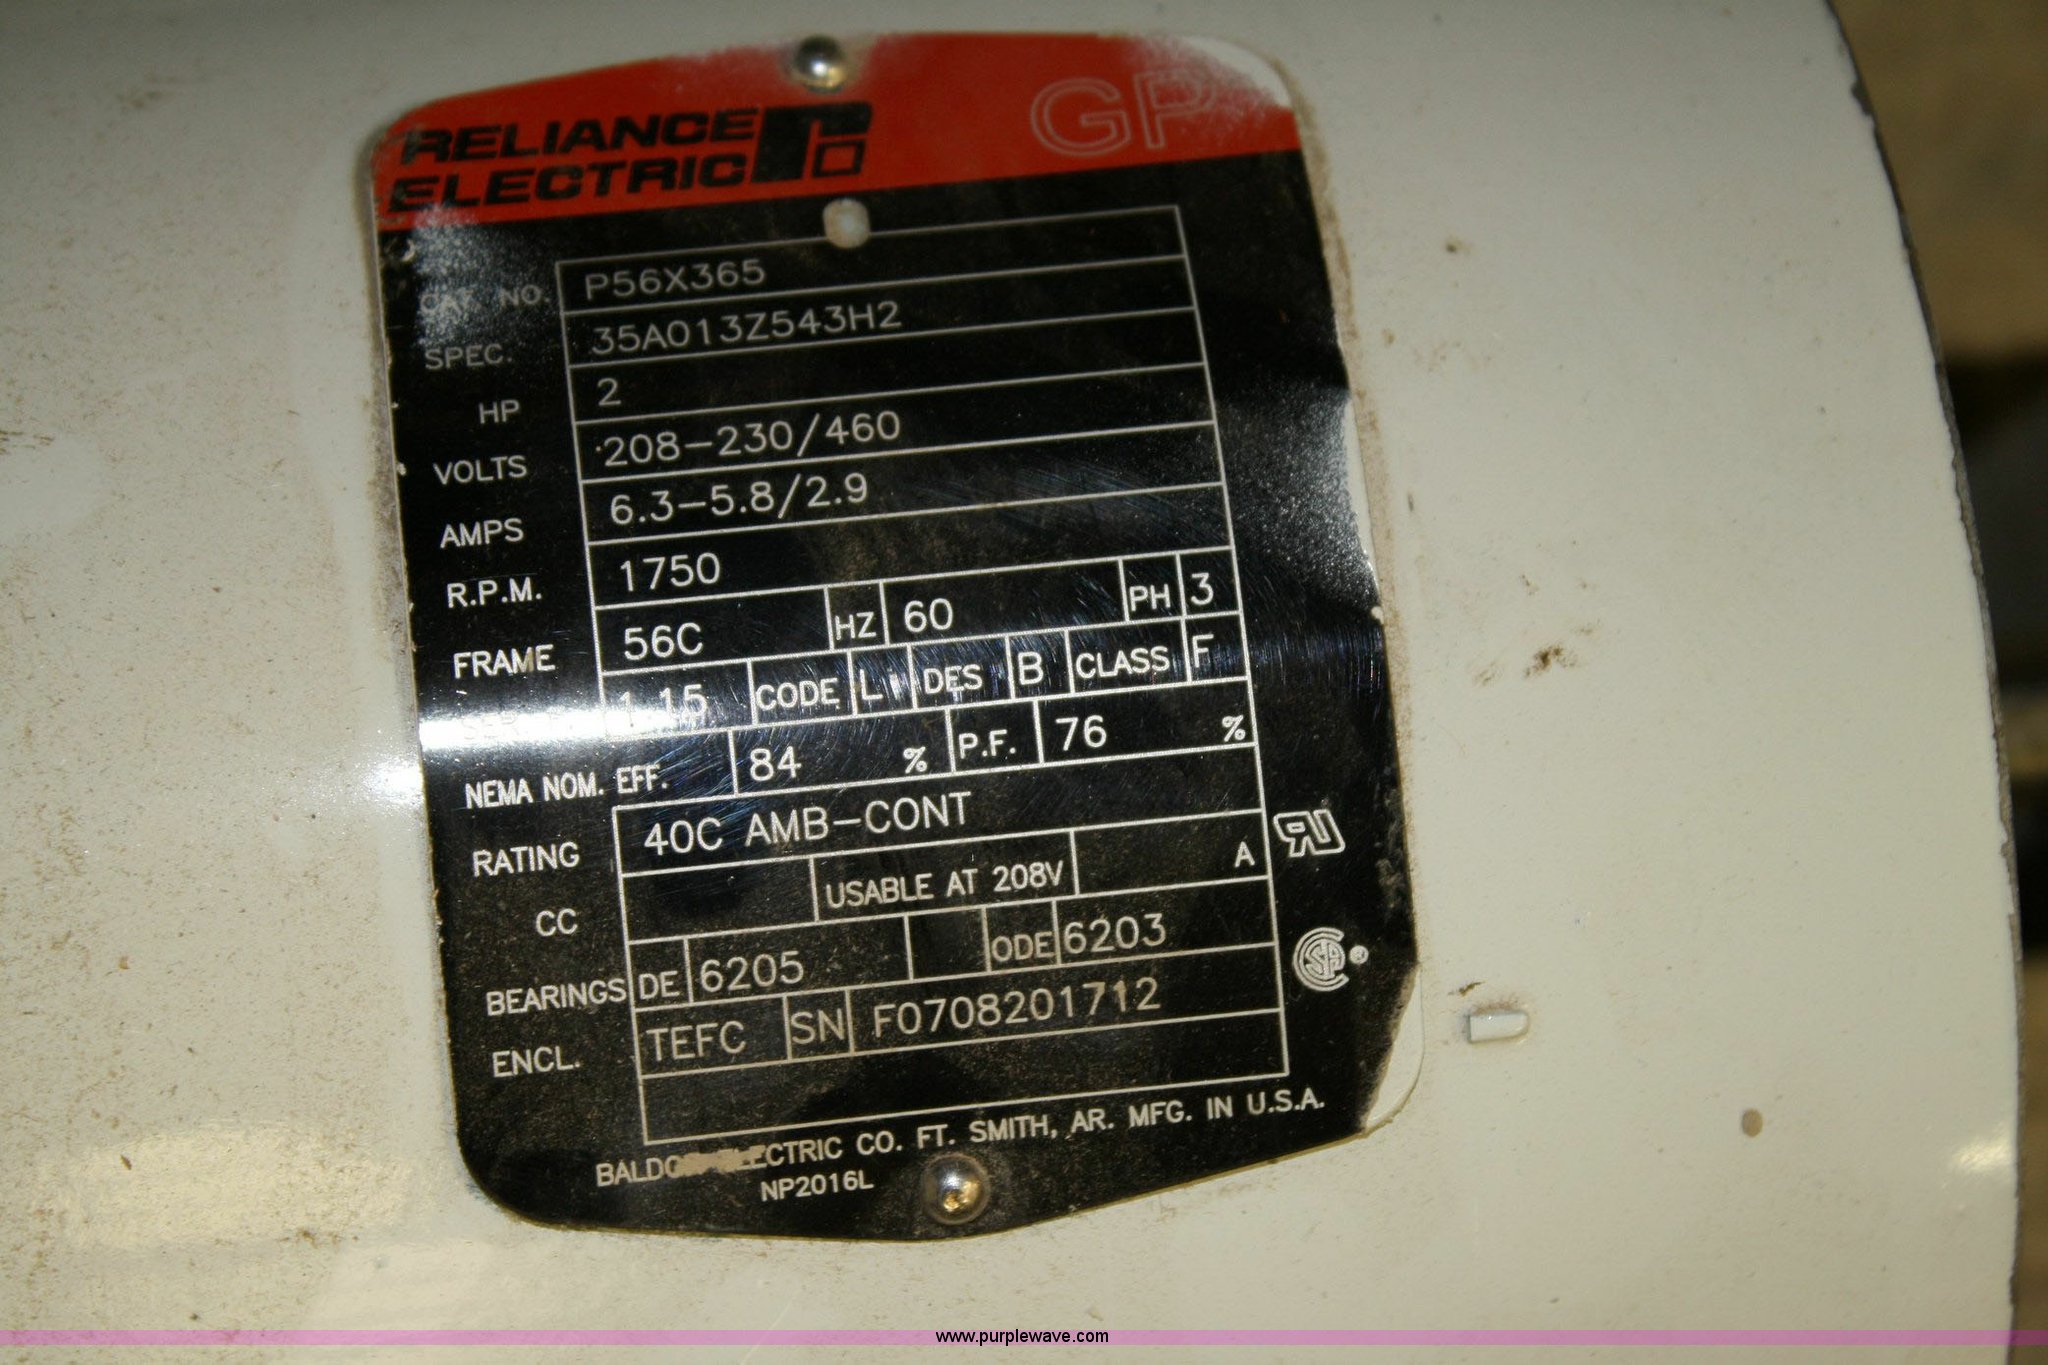 RELIANCE
ELECTRIC
GP
CAT. NO. P56X365
SPEC. 35A013Z543H2
HP 2
VOLTS 208-230/460
AMPS 6.3-5.8/2.9
R.P.M. 1750
FRAME 56C HZ 60 PH 3
SER. F. 1.15 CODE L DES B CLASS F
NEMA NOM. EFF. 84 % P.F. 76 %
RATING 40C AMB-CONT
CC USABLE AT 208V A
BEARINGS DE 6205 ODE 6203
ENCL. TEFC SN F0708201712
BALDOR ELECTRIC CO. FT. SMITH, AR. MFG. IN U.S.A.
NP2016L
www.purplewave.com